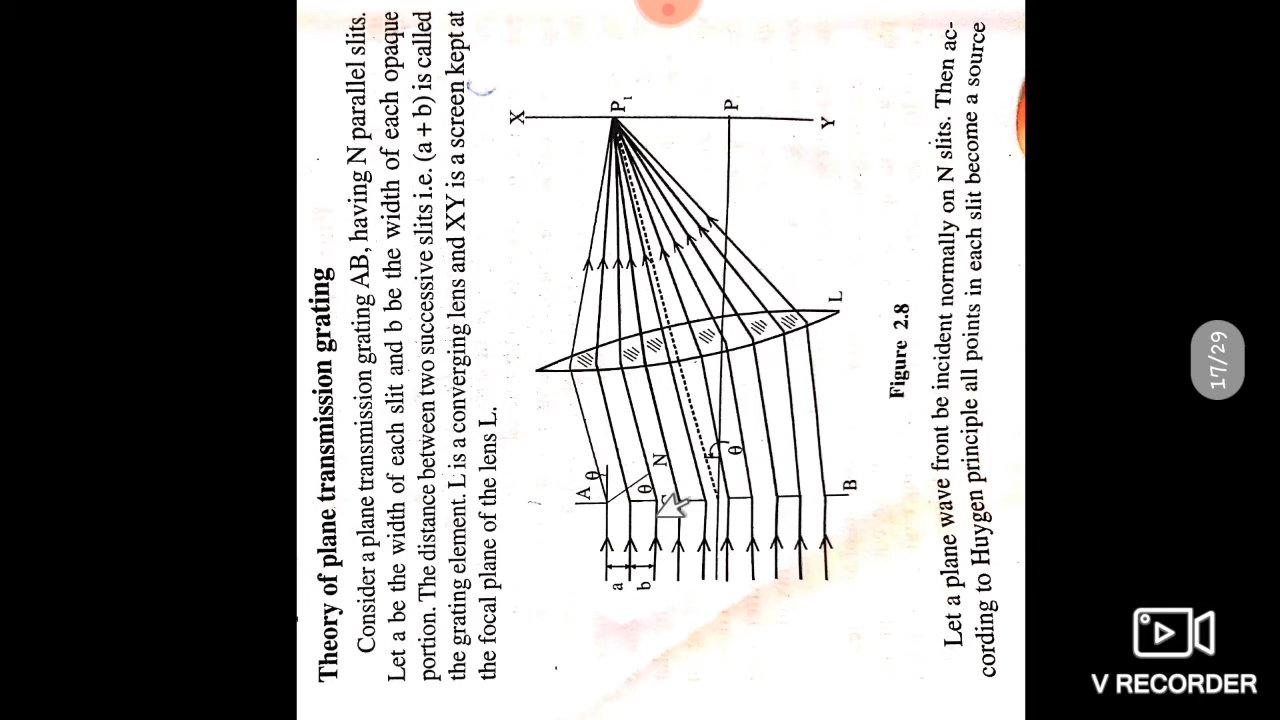 Theory of plane transmission grating
Consider a plane transmission grating AB, having N parallel slits.
Let a be the width of each slit and b be the width of each opaque
portion. The distance between two successive slits i.e. (a + b) is called
the grating element. L is a converging lens and XY is a screen kept at
the focal plane of the lens L.
X
P1
P
Y
A
θ
θ
N
θ
B
L
a
b
Figure 2.8
Let a plane wave front be incident normally on N slits. Then ac-
cording to Huygen principle all points in each slit become a source
17/29
V RECORDER